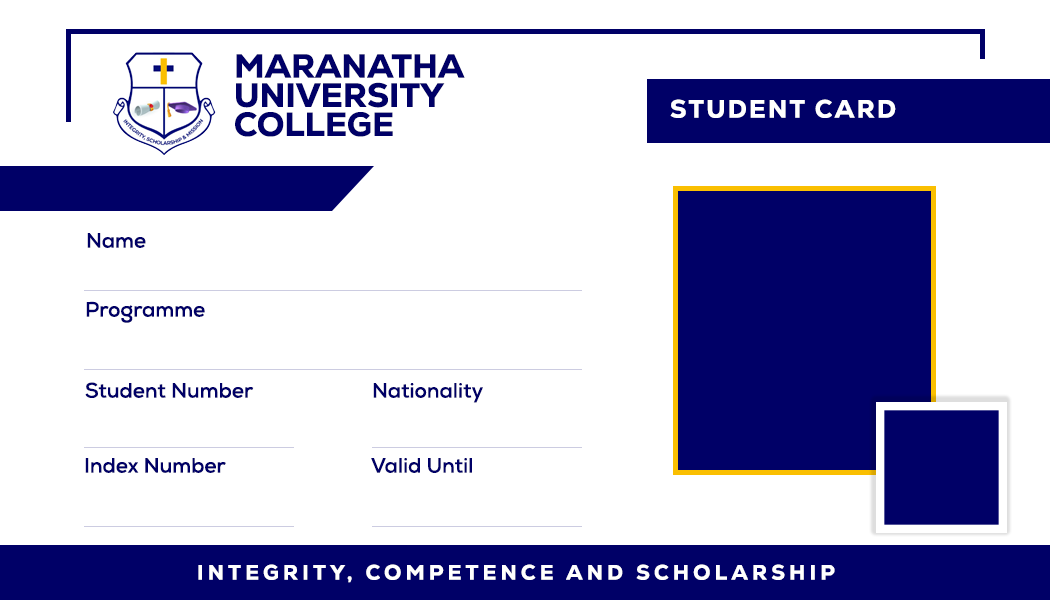 MARANATHA
UNIVERSITY
COLLEGE
INTEGRITY, SCHOLARSHIP & MISSION
STUDENT CARD
Name
Programme
Student Number
Nationality
Index Number
Valid Until
INTEGRITY, COMPETENCE AND SCHOLARSHIP